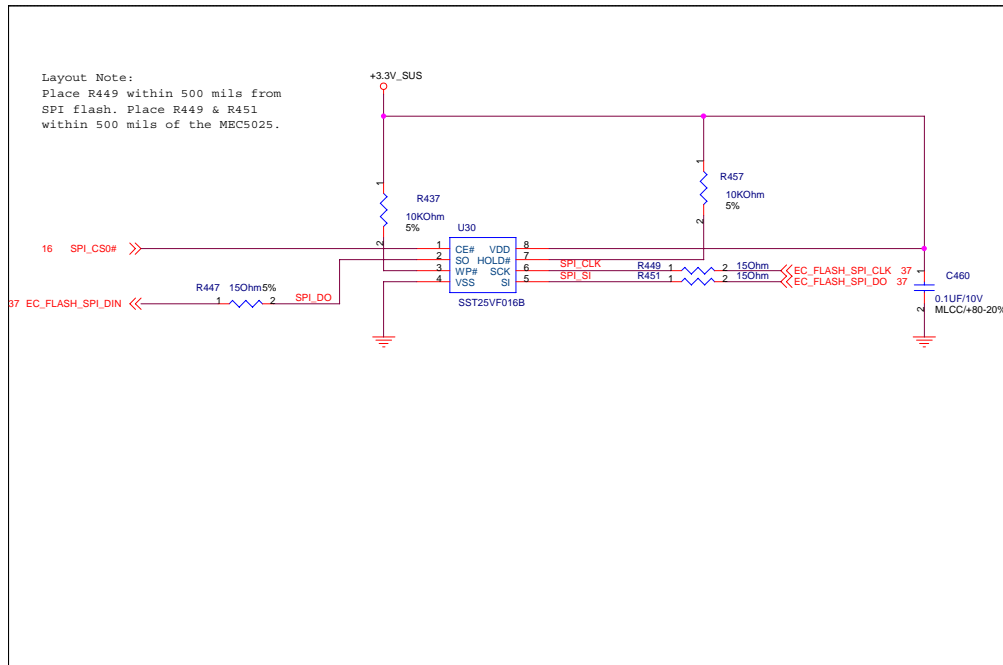 Layout Note:
Place R449 within 500 mils from
SPI flash. Place R449 & R451
within 500 mils of the MEC5025.
+3.3V_SUS
1
R437
10KOhm
5%
2
1
R457
10KOhm
5%
2
U30
16 SPI_CS0#
1 CE# VDD 8
2 SO HOLD# 7
3 WP# SCK 6
4 VSS SI 5
SST25VF016B
SPI_CLK R449 1 2 15Ohm EC_FLASH_SPI_CLK 37
SPI_SI R451 1 2 15Ohm EC_FLASH_SPI_DO 37
37 EC_FLASH_SPI_DIN
R447 15Ohm 5%
1 2 SPI_DO
1
C460
0.1UF/10V
MLCC/+80-20%
2